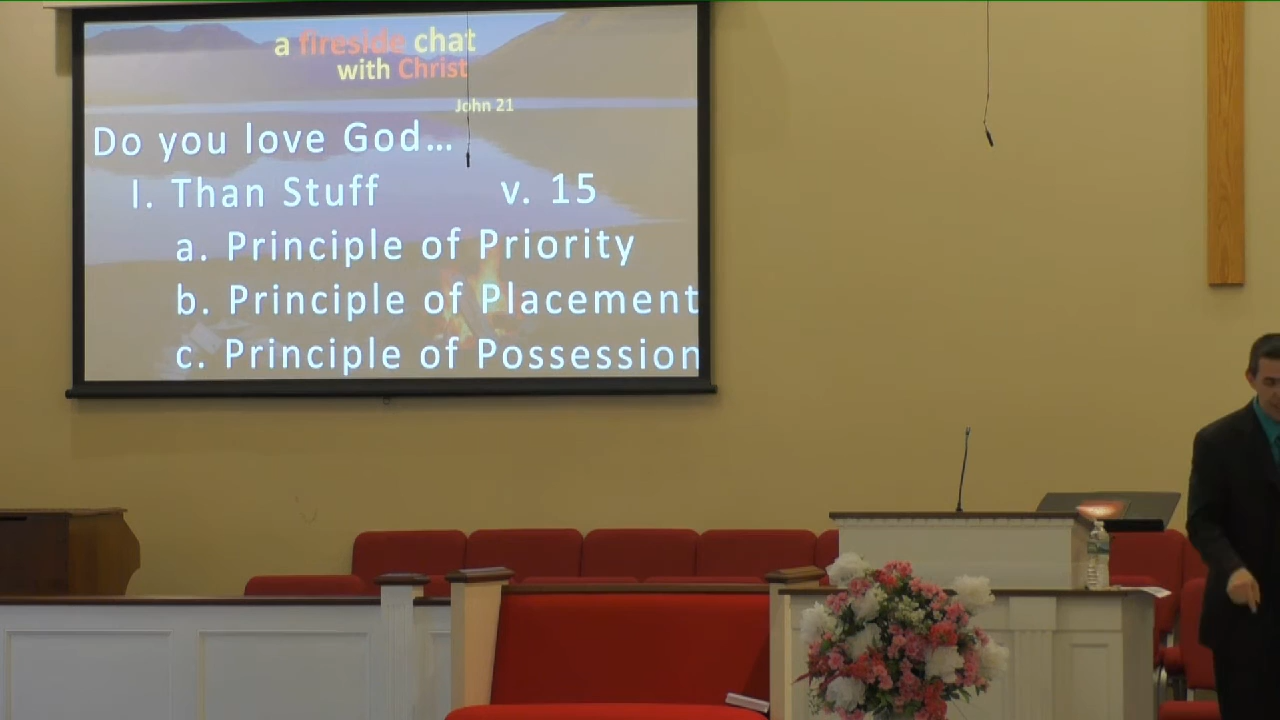 a fireside chat
with Christ
John 21
Do you love God…
I. Than Stuff v. 15
a. Principle of Priority
b. Principle of Placement
c. Principle of Possession